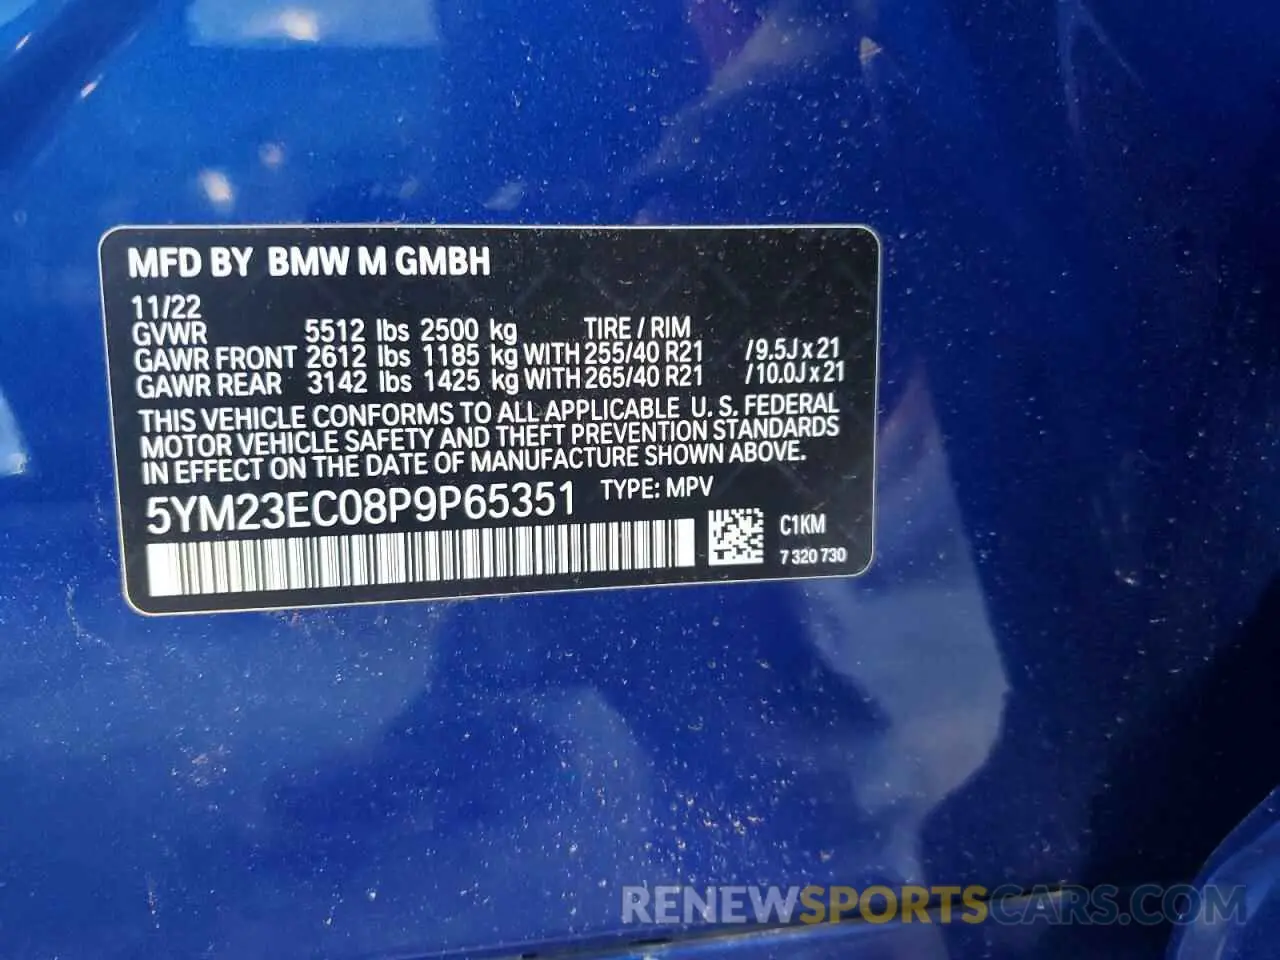 MFD BY BMW M GMBH
11/22
GVWR 5512 lbs 2500 kg TIRE / RIM
GAWR FRONT 2612 lbs 1185 kg WITH 255/40 R21 /9.5J x 21
GAWR REAR 3142 lbs 1425 kg WITH 265/40 R21 /10.0J x 21
THIS VEHICLE CONFORMS TO ALL APPLICABLE U. S. FEDERAL
MOTOR VEHICLE SAFETY AND THEFT PREVENTION STANDARDS
IN EFFECT ON THE DATE OF MANUFACTURE SHOWN ABOVE.
5YM23EC08P9P65351 TYPE: MPV
C1KM
7 320 730
RENEWSPORTSCARS.COM